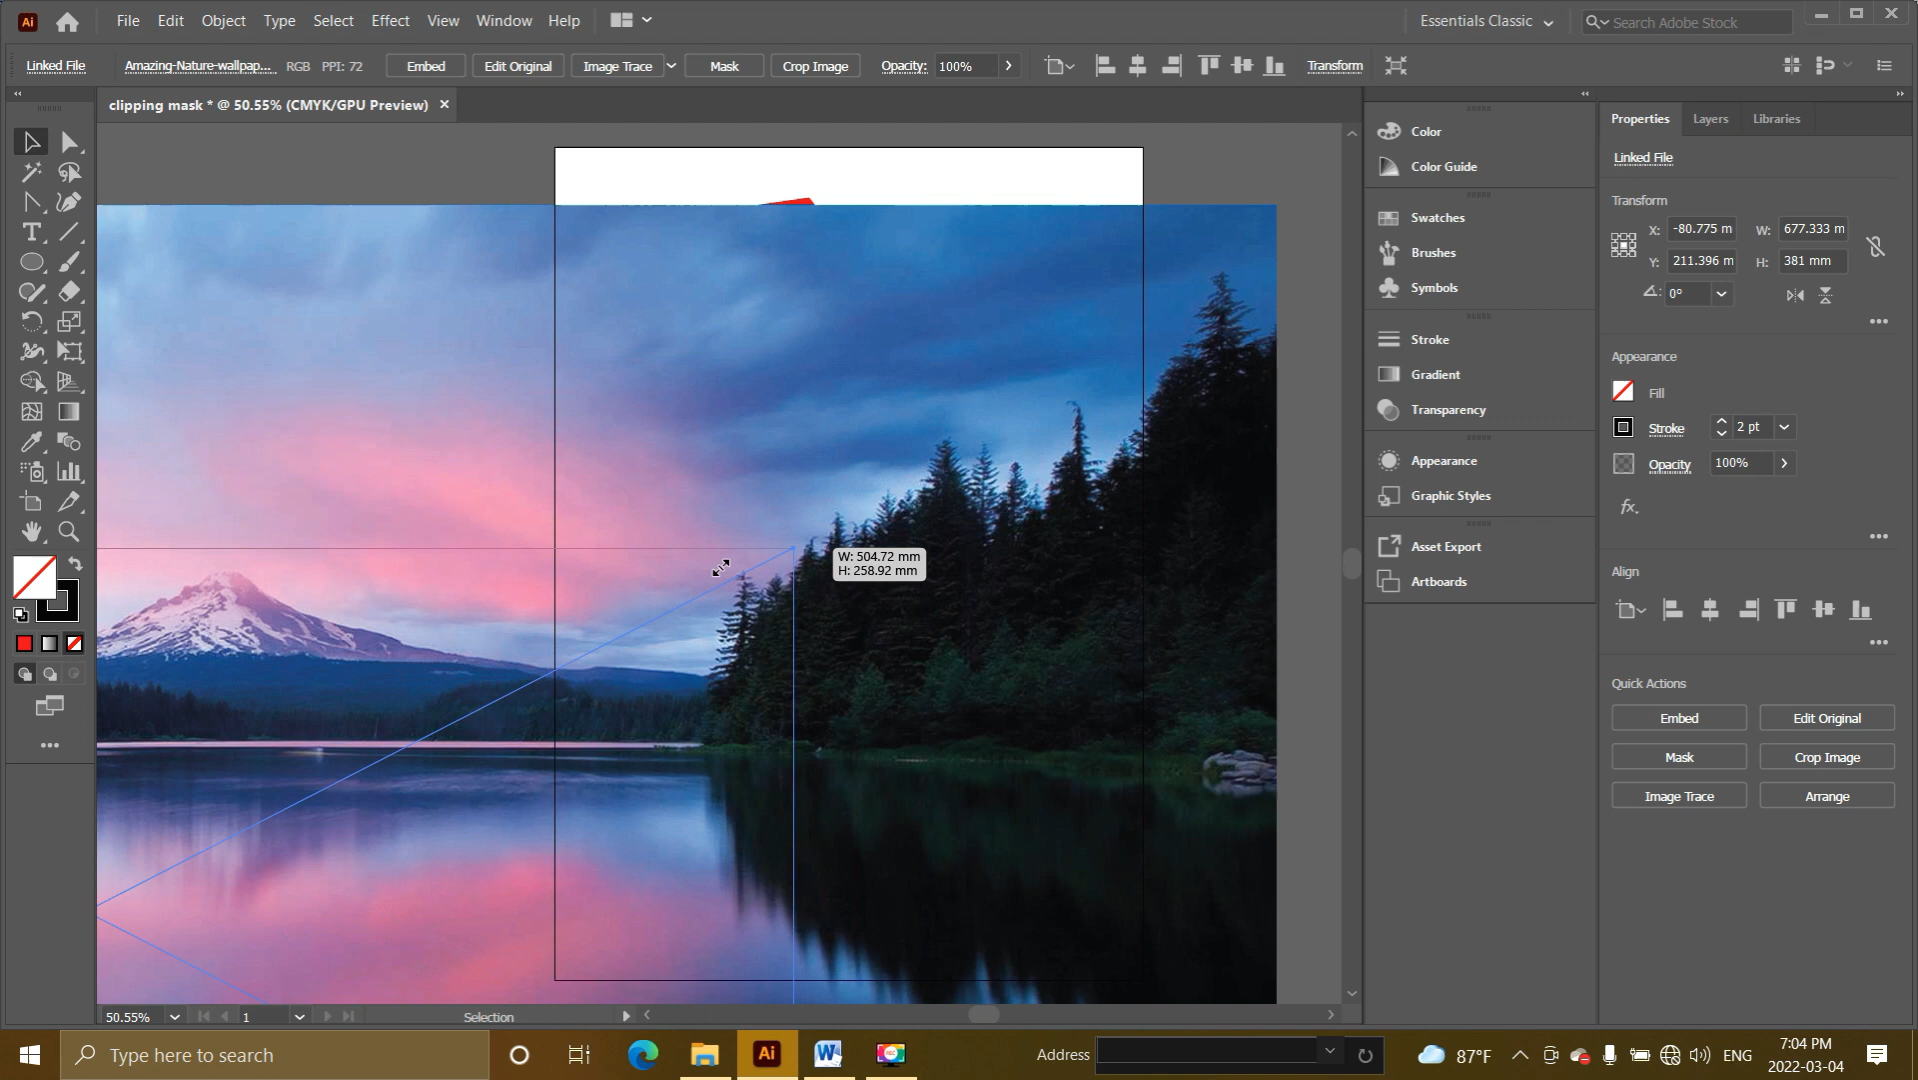 Ai File Edit Object Type Select Effect View Window Help Essentials Classic Search Adobe Stock
Linked File Amazing-Nature-wallpap... RGB PPI: 72 Embed Edit Original Image Trace Mask Crop Image Opacity: 100% Transform
clipping mask * @ 50.55% (CMYK/GPU Preview)
Color
Color Guide
Swatches
Brushes
Symbols
Stroke
Gradient
Transparency
Appearance
Graphic Styles
Asset Export
Artboards
Properties Layers Libraries
Linked File
Transform
X: -80.775 m W: 677.333 m
Y: 211.396 m H: 381 mm
0°
Appearance
Fill
Stroke 2 pt
Opacity 100%
fx.
Align
Quick Actions
Embed Edit Original
Mask Crop Image
Image Trace Arrange
W: 504.72 mm
H: 258.92 mm
50.55% 1 Selection
Type here to search Ai W REC Address 87°F ENG
7:04 PM
2022-03-04